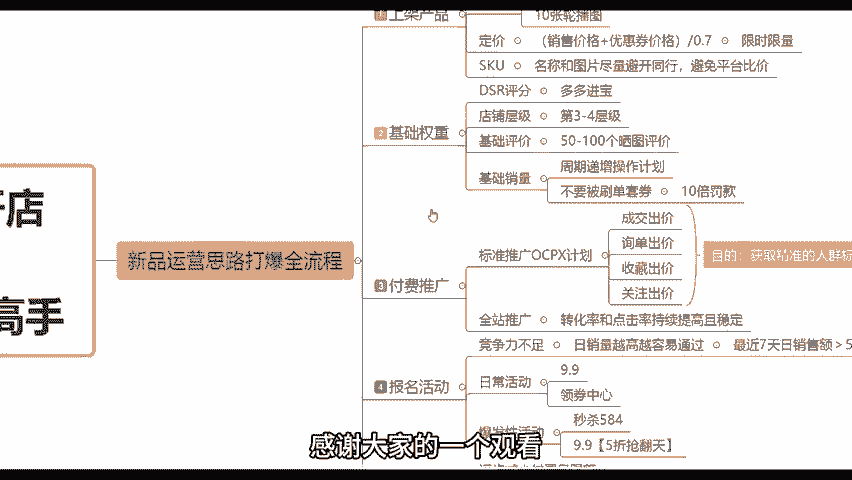 1 上架产品
10张轮播图
定价
（销售价格+优惠券价格）/0.7
限时限量
SKU
名称和图片尽量避开同行，避免平台比价
2 基础权重
DSR评分
多多进宝
店铺层级
第3-4层级
基础评价
50-100个晒图评价
基础销量
周期递增操作计划
不要被刷单套券
10倍罚款
店
高手
新品运营思路打爆全流程
3 付费推广
标准推广OCPX计划
成交出价
询单出价
收藏出价
关注出价
目的：获取精准的人群标
全站推广
转化率和点击率持续提高且稳定
4 报名活动
竞争力不足
日销量越高越容易通过
最近7天日销售额＞5
日常活动
9.9
领券中心
爆发性活动
秒杀584
9.9【5折抢翻天】
感谢大家的一个观看